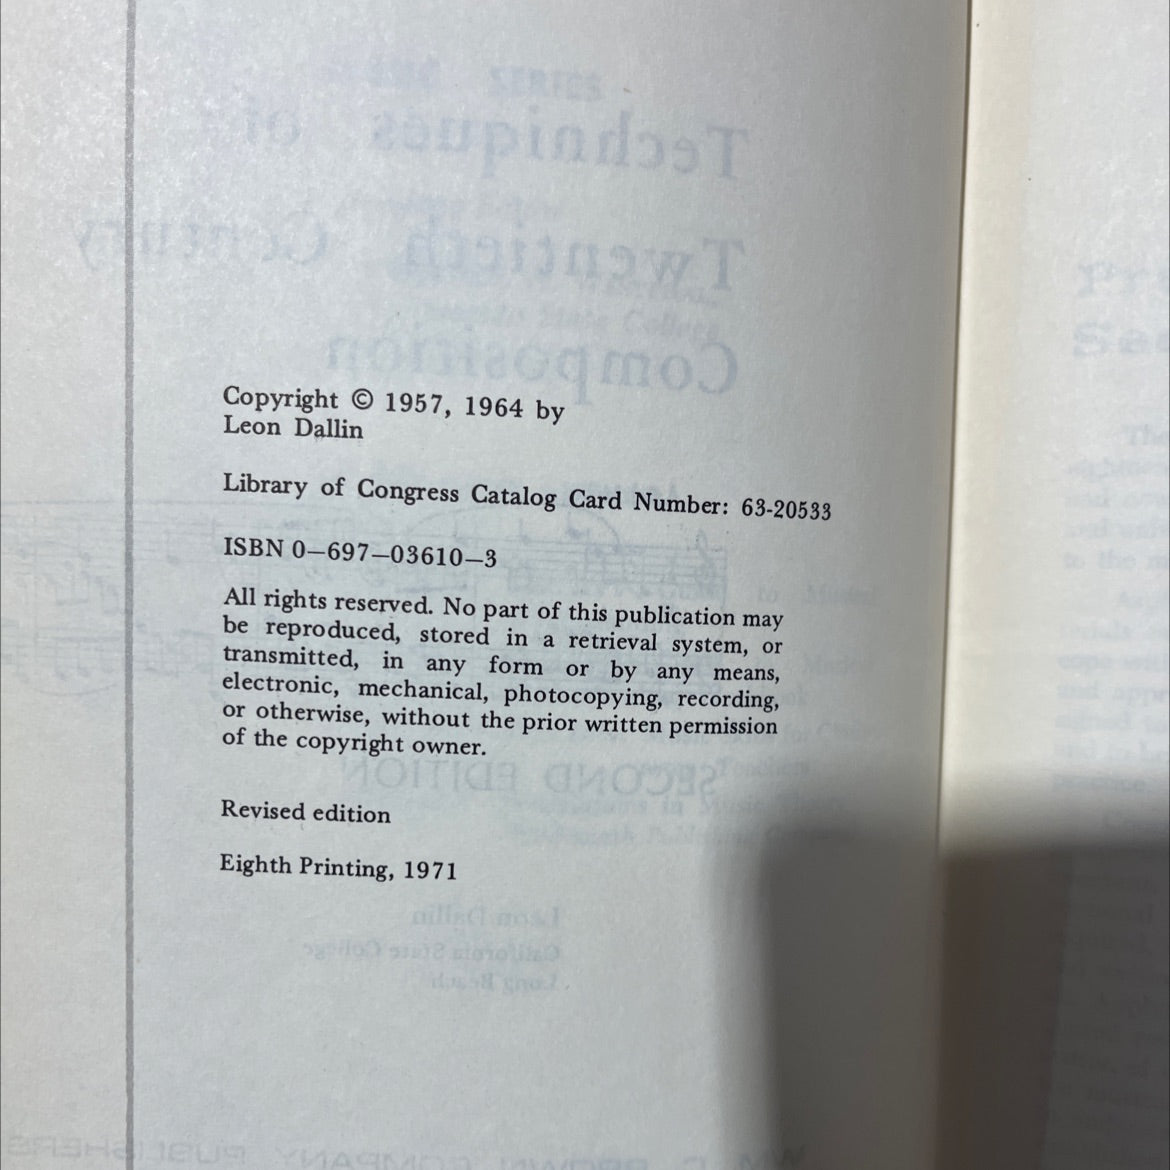 Copyright © 1957, 1964 by
Leon Dallin
Library of Congress Catalog Card Number: 63-20533
ISBN 0—697—03610—3
All rights reserved. No part of this publication may
be reproduced, stored in a retrieval system, or
transmitted, in any form or by any means,
electronic, mechanical, photocopying, recording,
or otherwise, without the prior written permission
of the copyright owner.
Revised edition
Eighth Printing, 1971